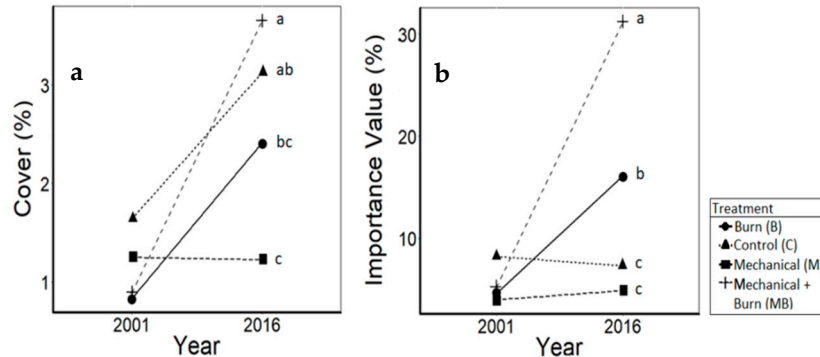 a
Cover (%)
3
2
1
a
ab
bc
c
2001 2016
Year
b
Importance Value (%)
30
20
10
a
b
c
c
2001 2016
Year
Treatment
Burn (B)
Control (C)
Mechanical (M
Mechanical +
Burn (MB)